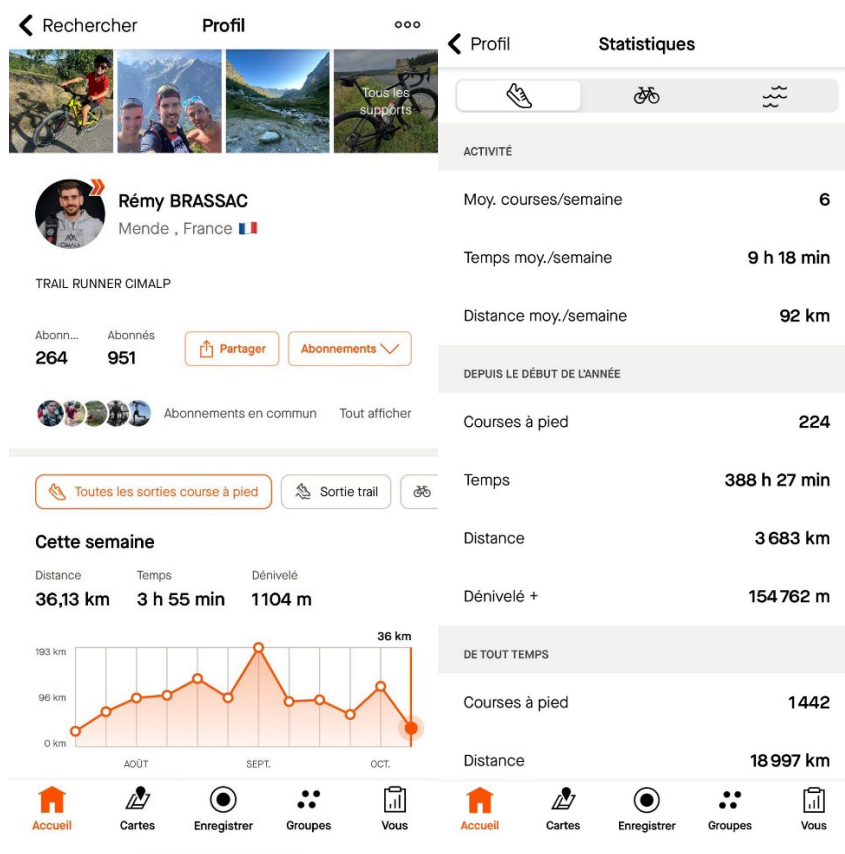 Rechercher
Profil
Tous les
supports
Rémy BRASSAC
Mende , France
TRAIL RUNNER CIMALP
Abonn... Abonnés
264 951
Partager
Abonnements
Abonnements en commun Tout afficher
Toutes les sorties course à pied
Sortie trail
Cette semaine
Distance Temps Dénivelé
36,13 km 3 h 55 min 1104 m
36 km
193 km
96 km
0 km
AOÛT SEPT. OCT.
Accueil Cartes Enregistrer Groupes Vous
Profil
Statistiques
ACTIVITÉ
Moy. courses/semaine 6
Temps moy./semaine 9 h 18 min
Distance moy./semaine 92 km
DEPUIS LE DÉBUT DE L'ANNÉE
Courses à pied 224
Temps 388 h 27 min
Distance 3 683 km
Dénivelé + 154 762 m
DE TOUT TEMPS
Courses à pied 1 442
Distance 18 997 km
Accueil Cartes Enregistrer Groupes Vous